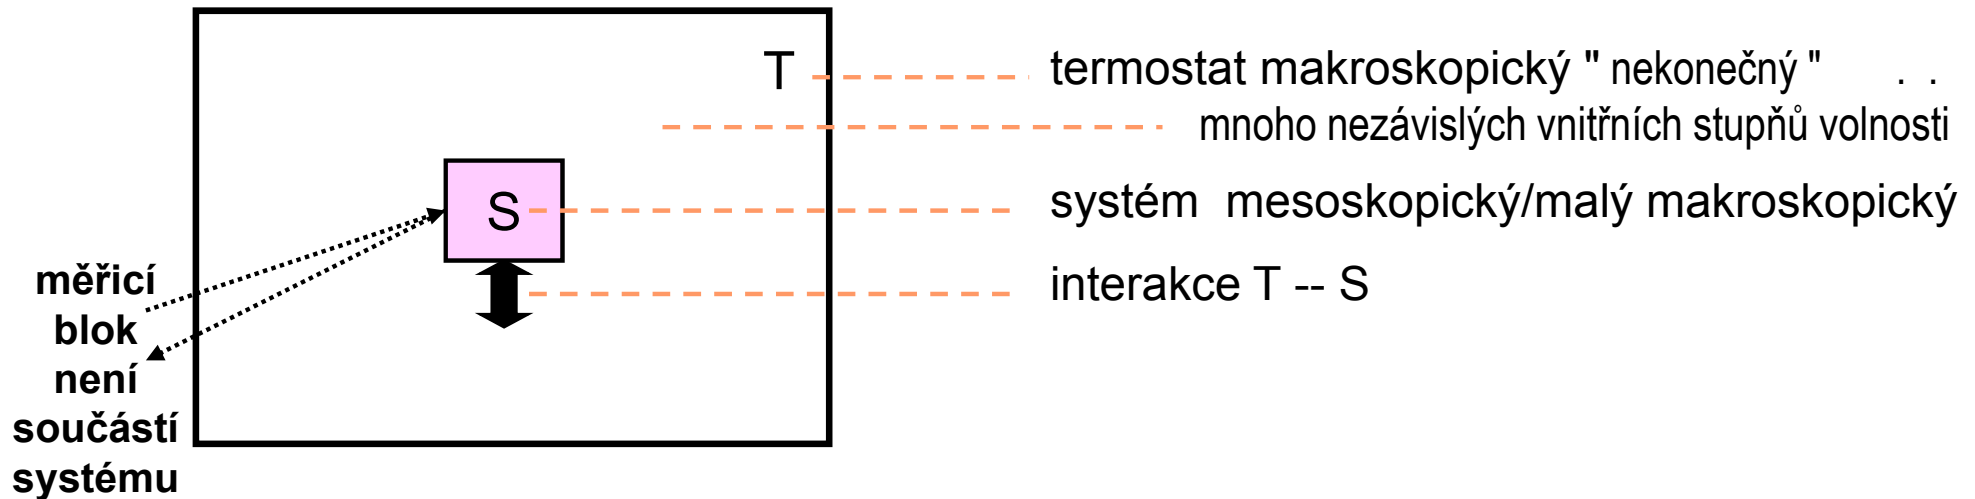 T
termostat makroskopický " nekonečný " . .
mnoho nezávislých vnitřních stupňů volnosti
S
systém mesoskopický/malý makroskopický
interakce T -- S
měřicí
blok
není
součástí
systému